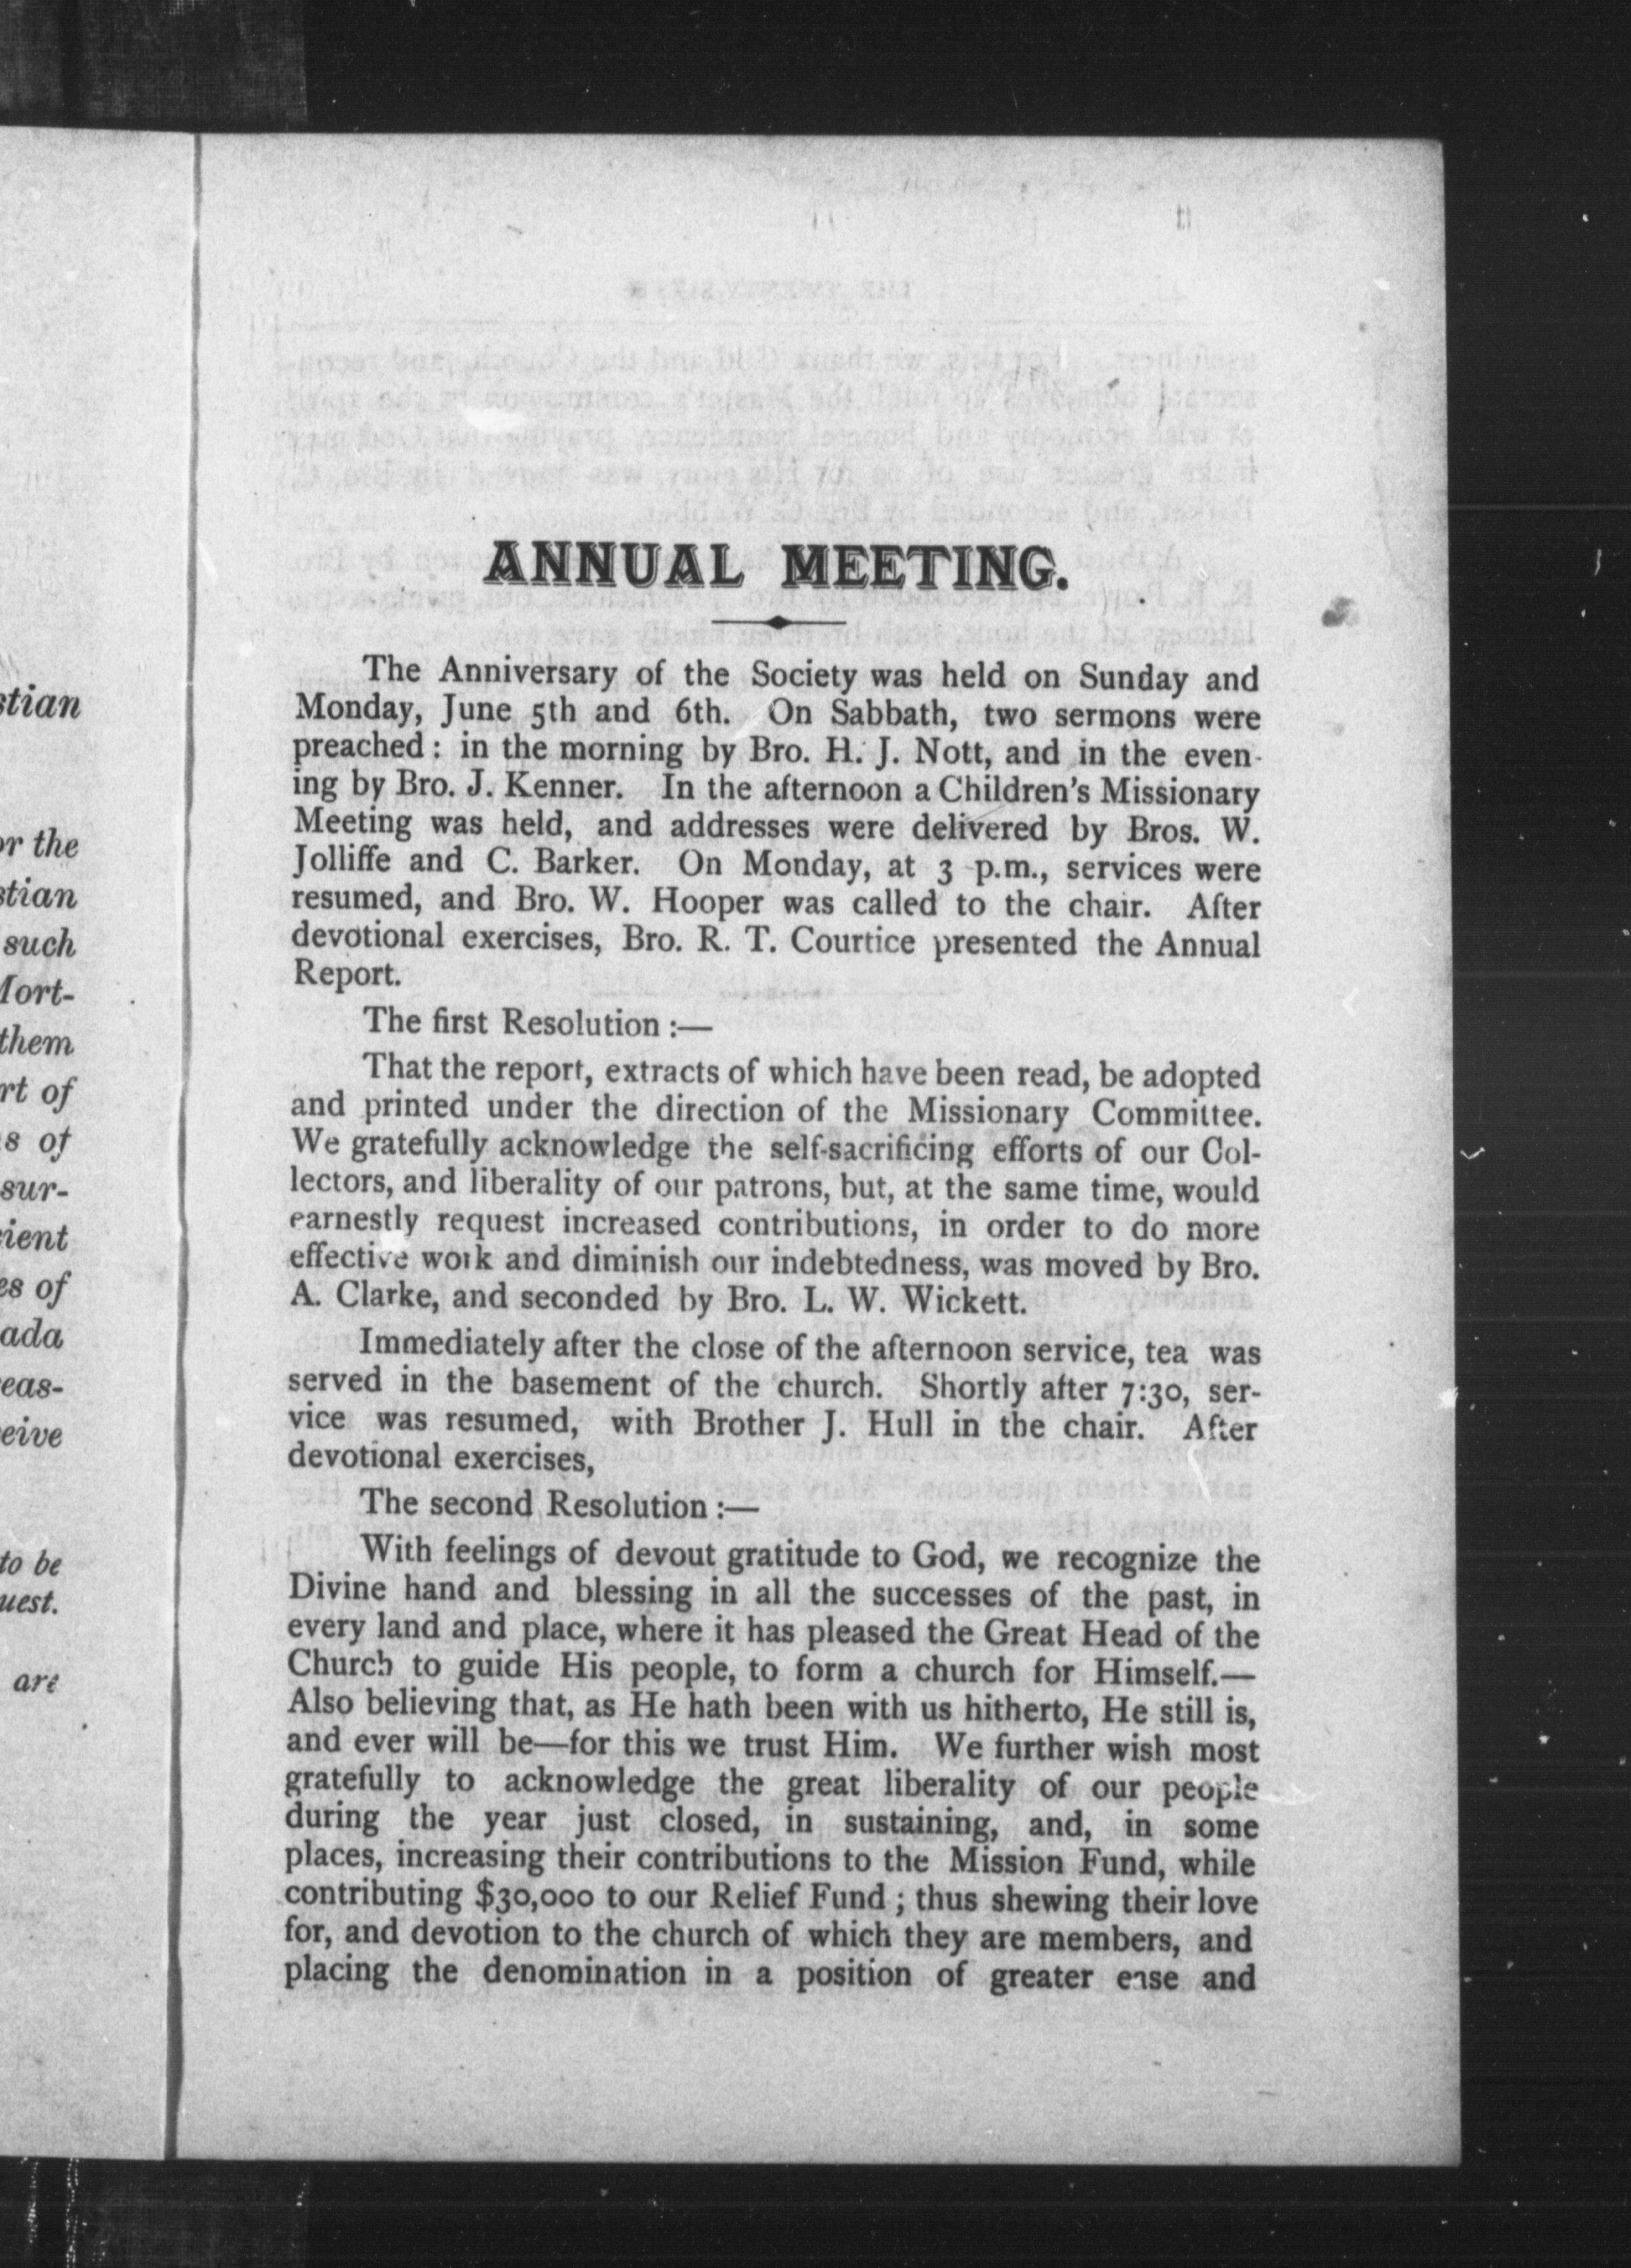 stian
or the
stian
such
Mort-
them
rt of
s of
sur-
cient
es of
ada
eas-
eive
to be
uest.
are
ANNUAL MEETING.
The Anniversary of the Society was held on Sunday and
Monday, June 5th and 6th. On Sabbath, two sermons were
preached : in the morning by Bro. H. J. Nott, and in the even-
ing by Bro. J. Kenner. In the afternoon a Children's Missionary
Meeting was held, and addresses were delivered by Bros. W.
Jolliffe and C. Barker. On Monday, at 3 p.m., services were
resumed, and Bro. W. Hooper was called to the chair. After
devotional exercises, Bro. R. T. Courtice presented the Annual
Report.
The first Resolution :—
That the report, extracts of which have been read, be adopted
and printed under the direction of the Missionary Committee.
We gratefully acknowledge the self-sacrificing efforts of our Col-
lectors, and liberality of our patrons, but, at the same time, would
earnestly request increased contributions, in order to do more
effective work and diminish our indebtedness, was moved by Bro.
A. Clarke, and seconded by Bro. L. W. Wickett.
Immediately after the close of the afternoon service, tea was
served in the basement of the church. Shortly after 7:30, ser-
vice was resumed, with Brother J. Hull in the chair. After
devotional exercises,
The second Resolution :—
With feelings of devout gratitude to God, we recognize the
Divine hand and blessing in all the successes of the past, in
every land and place, where it has pleased the Great Head of the
Church to guide His people, to form a church for Himself.—
Also believing that, as He hath been with us hitherto, He still is,
and ever will be—for this we trust Him. We further wish most
gratefully to acknowledge the great liberality of our people
during the year just closed, in sustaining, and, in some
places, increasing their contributions to the Mission Fund, while
contributing $30,000 to our Relief Fund ; thus shewing their love
for, and devotion to the church of which they are members, and
placing the denomination in a position of greater ease and